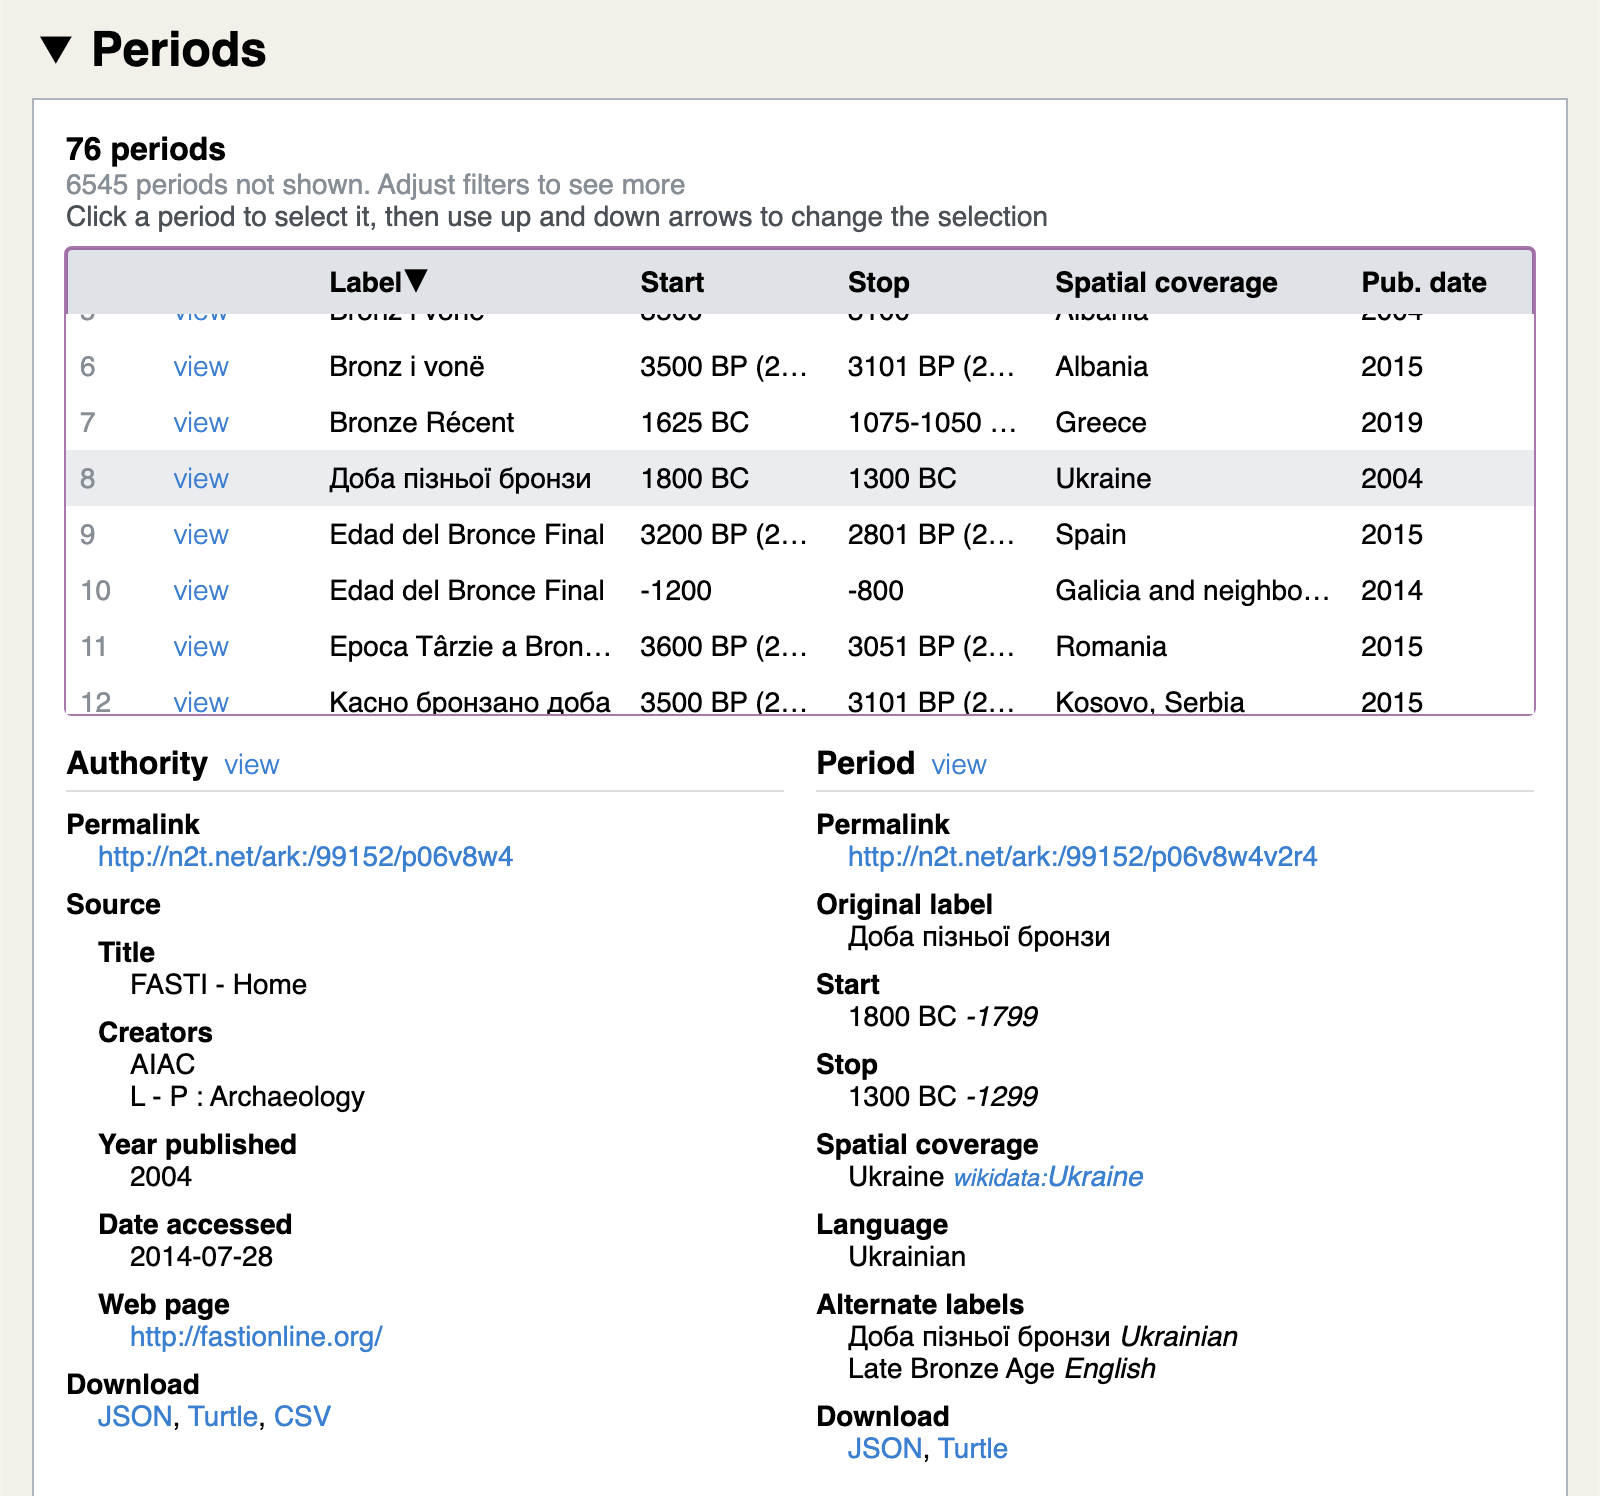 ▼ Periods
76 periods
6545 periods not shown. Adjust filters to see more
Click a period to select it, then use up and down arrows to change the selection
Label▼ Start Stop Spatial coverage Pub. date
5 view Bronz i vonë 3500 3100 Albania 2004
6 view Bronz i vonë 3500 BP (2... 3101 BP (2... Albania 2015
7 view Bronze Récent 1625 BC 1075-1050 ... Greece 2019
8 view Доба пізньої бронзи 1800 BC 1300 BC Ukraine 2004
9 view Edad del Bronce Final 3200 BP (2... 2801 BP (2... Spain 2015
10 view Edad del Bronce Final -1200 -800 Galicia and neighbo... 2014
11 view Epoca Târzie a Bron... 3600 BP (2... 3051 BP (2... Romania 2015
12 view Касно бронзано доба 3500 BP (2... 3101 BP (2... Kosovo, Serbia 2015
Authority view
Permalink
http://n2t.net/ark:/99152/p06v8w4
Source
Title
FASTI - Home
Creators
AIAC
L - P : Archaeology
Year published
2004
Date accessed
2014-07-28
Web page
http://fastionline.org/
Download
JSON, Turtle, CSV
Period view
Permalink
http://n2t.net/ark:/99152/p06v8w4v2r4
Original label
Доба пізньої бронзи
Start
1800 BC -1799
Stop
1300 BC -1299
Spatial coverage
Ukraine wikidata:Ukraine
Language
Ukrainian
Alternate labels
Доба пізньої бронзи Ukrainian
Late Bronze Age English
Download
JSON, Turtle